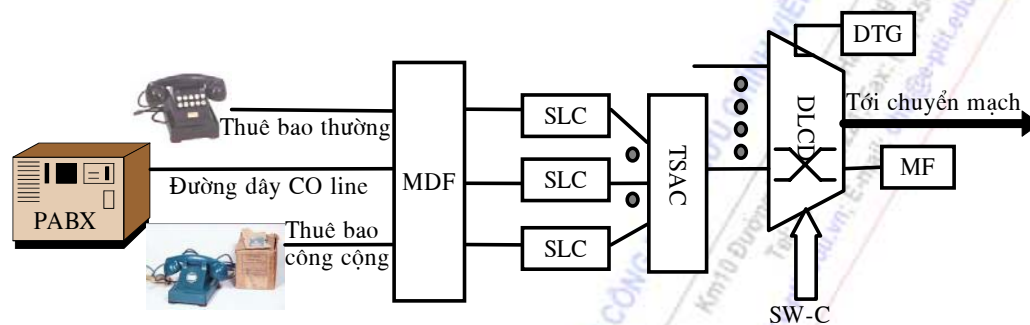 DTG
Tới chuyển mạch
DLCD
SLC
Thuê bao thường
MDF
TSAC
SLC
MF
Đường dây CO line
PABX
Thuê bao
công cộng
SLC
SW-C